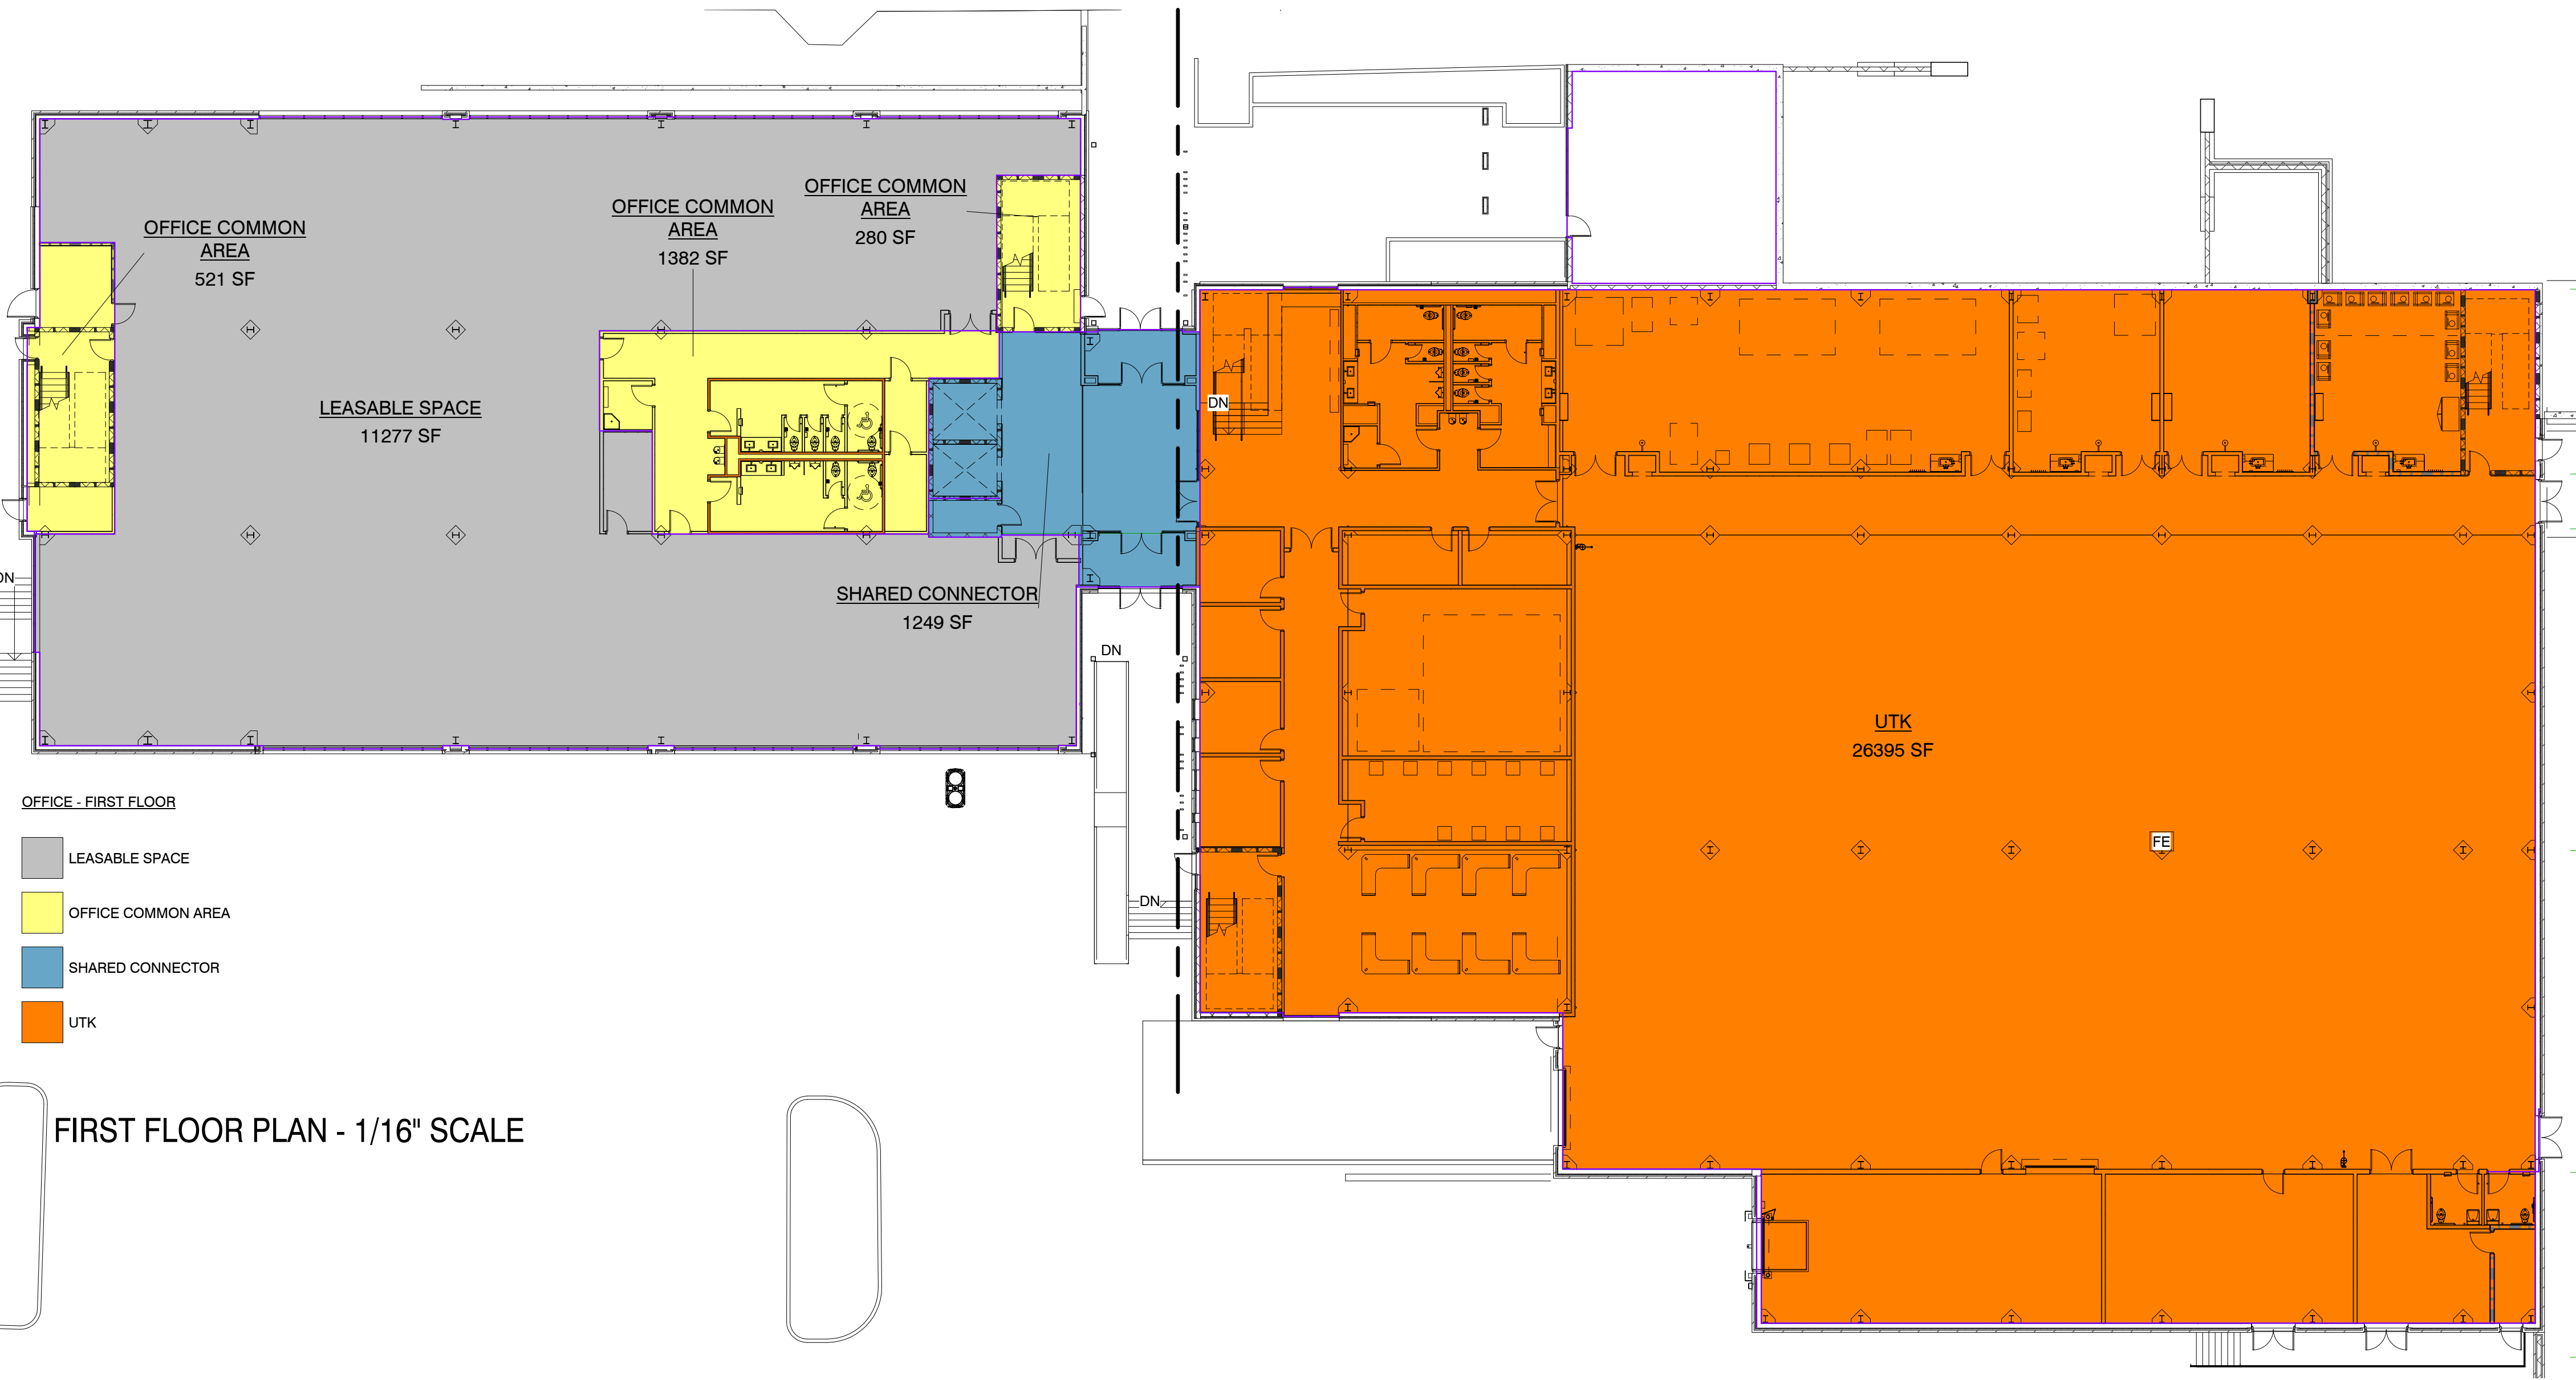 OFFICE COMMON
AREA
521 SF
OFFICE COMMON
AREA
1382 SF
OFFICE COMMON
AREA
280 SF
LEASABLE SPACE
11277 SF
DN
SHARED CONNECTOR
1249 SF
DN
DN
DN
UTK
26395 SF
FE
OFFICE - FIRST FLOOR
LEASABLE SPACE
OFFICE COMMON AREA
SHARED CONNECTOR
UTK
FIRST FLOOR PLAN - 1/16" SCALE